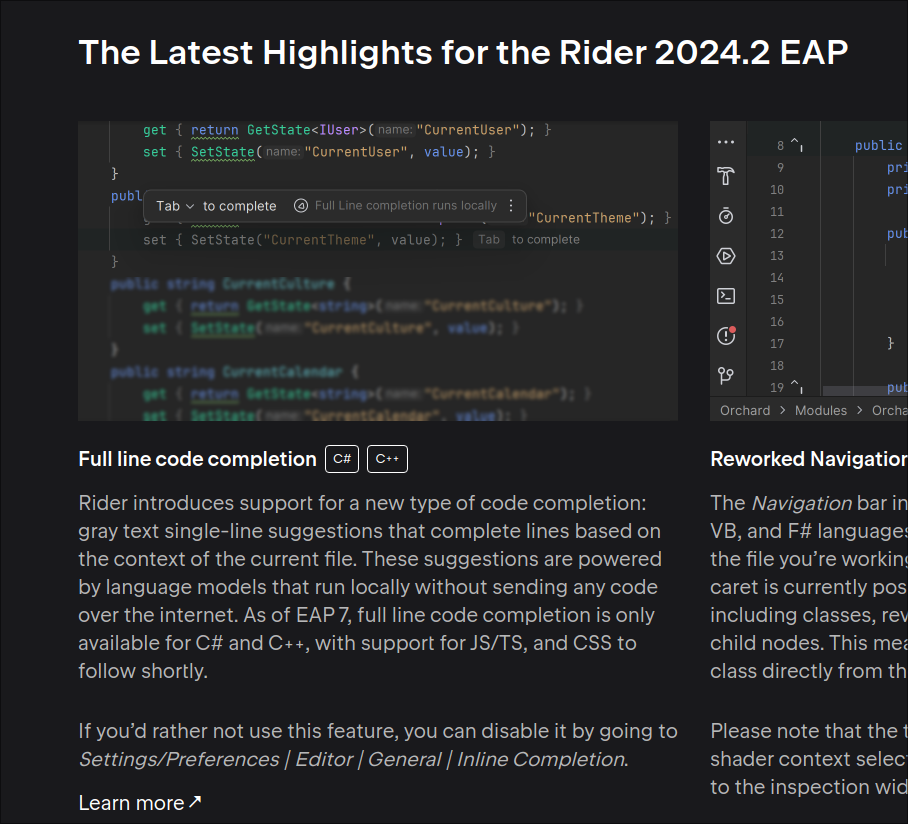 The Latest Highlights for the Rider 2024.2 EAP
get { return GetState<IUser>( name: "CurrentUser"); }
set { SetState( name: "CurrentUser", value); }
}
publ
Tab to complete Full Line completion runs locally
"CurrentTheme"); }
set { SetState("CurrentTheme", value); } Tab to complete
}
public string CurrentCulture {
get { return GetState<string>( name: "CurrentCulture"); }
set { SetState( name: "CurrentCulture", value); }
}
public string CurrentCalendar {
get { return GetState<string>( name: "CurrentCalendar"); }
set { SetState( name: "CurrentCalendar", value); }
8 public
9 pri
10 pri
11
12 pub
13
14
15
16
17 }
18
19 pub
Orchard > Modules > Orcha
Full line code completion C# C++
Rider introduces support for a new type of code completion:
gray text single-line suggestions that complete lines based on
the context of the current file. These suggestions are powered
by language models that run locally without sending any code
over the internet. As of EAP 7, full line code completion is only
available for C# and C++, with support for JS/TS, and CSS to
follow shortly.
If you’d rather not use this feature, you can disable it by going to
Settings/Preferences | Editor | General | Inline Completion.
Learn more↗
Reworked Navigation
The Navigation bar in
VB, and F# languages
the file you’re working
caret is currently pos
including classes, rev
child nodes. This mea
class directly from th
Please note that the t
shader context selec
to the inspection wid